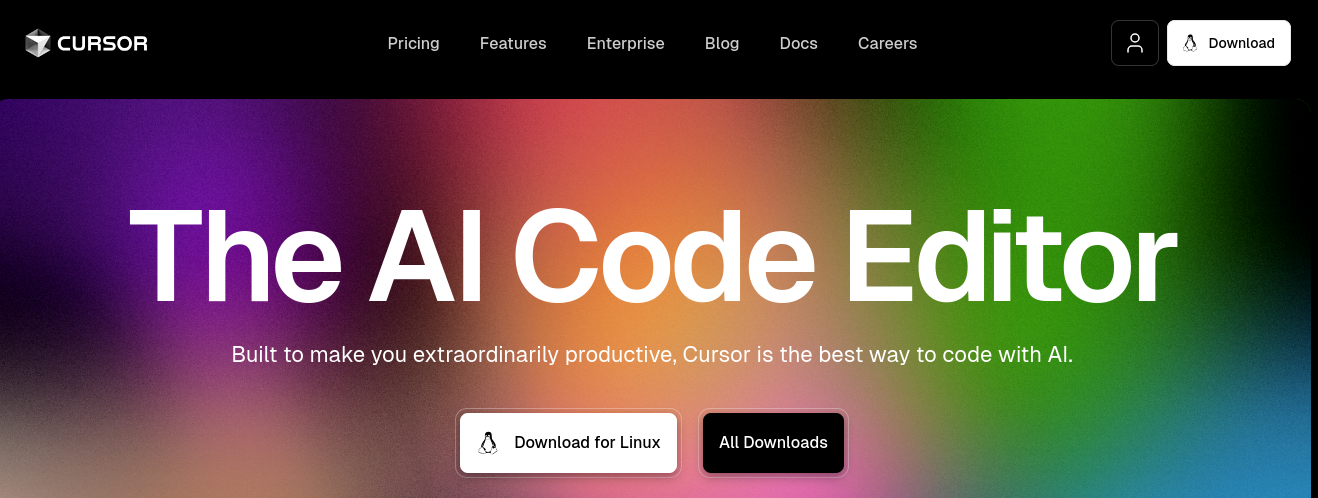 CURSOR
Pricing
Features
Enterprise
Blog
Docs
Careers
Download
The AI Code Editor
Built to make you extraordinarily productive, Cursor is the best way to code with AI.
Download for Linux
All Downloads